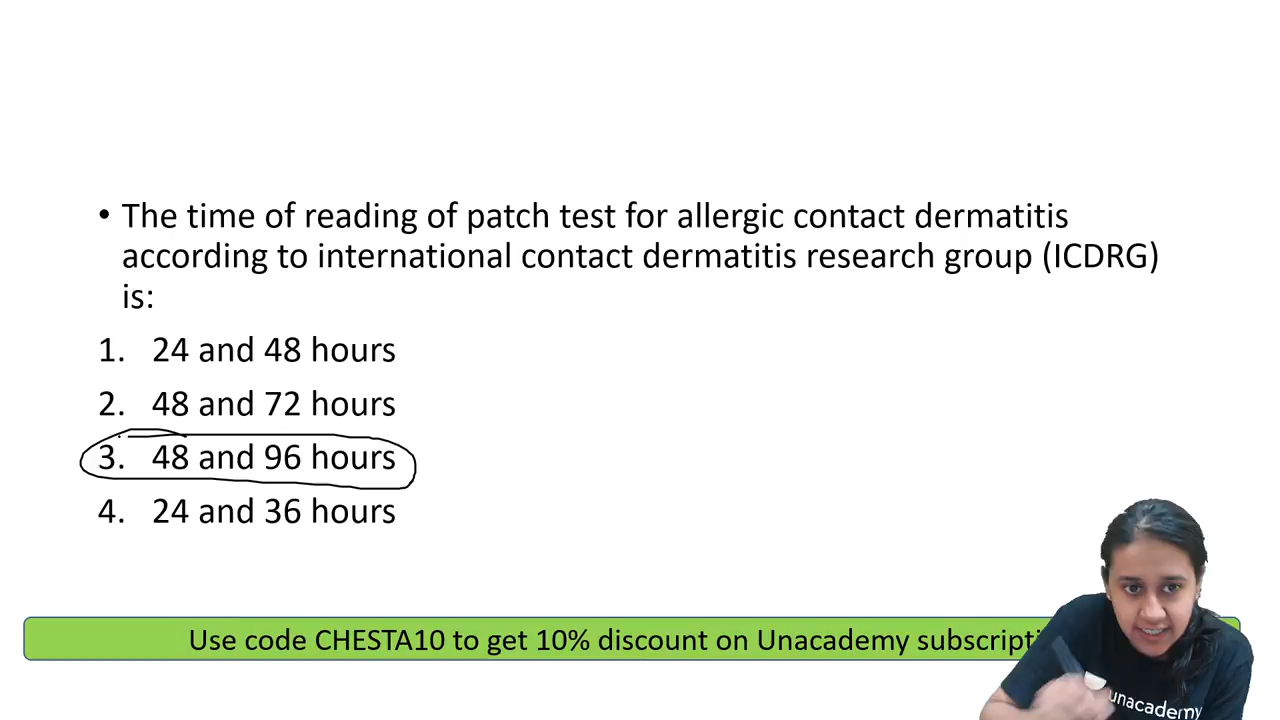 • The time of reading of patch test for allergic contact dermatitis
according to international contact dermatitis research group (ICDRG)
is:
1. 24 and 48 hours
2. 48 and 72 hours
3. 48 and 96 hours
4. 24 and 36 hours
Use code CHESTA10 to get 10% discount on Unacademy
unacademy